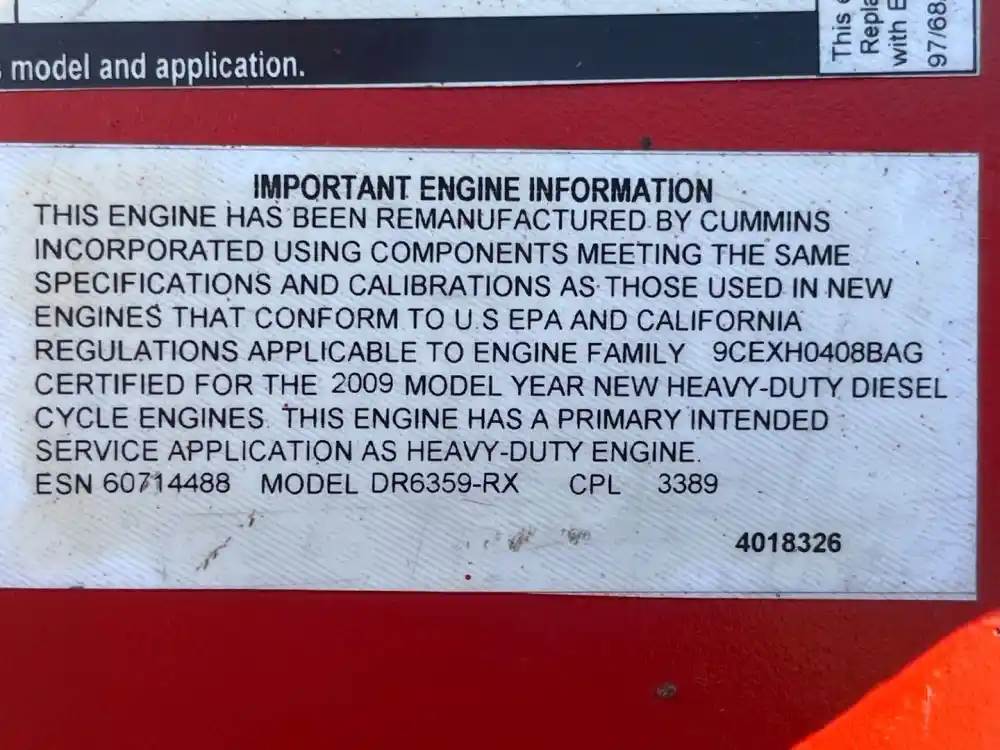 model and application.
This
Repla
with E
97/68
IMPORTANT ENGINE INFORMATION
THIS ENGINE HAS BEEN REMANUFACTURED BY CUMMINS
INCORPORATED USING COMPONENTS MEETING THE SAME
SPECIFICATIONS AND CALIBRATIONS AS THOSE USED IN NEW
ENGINES THAT CONFORM TO U.S EPA AND CALIFORNIA
REGULATIONS APPLICABLE TO ENGINE FAMILY 9CEXH0408BAG
CERTIFIED FOR THE 2009 MODEL YEAR NEW HEAVY-DUTY DIESEL
CYCLE ENGINES. THIS ENGINE HAS A PRIMARY INTENDED
SERVICE APPLICATION AS HEAVY-DUTY ENGINE.
ESN 60714488 MODEL DR6359-RX CPL 3389
4018326